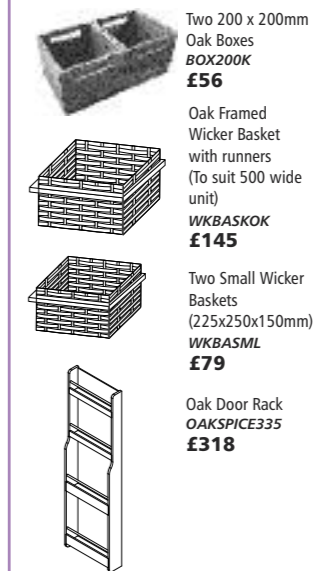 Two 200 x 200mm
Oak Boxes
BOX200K
£56
Oak Framed
Wicker Basket
with runners
(To suit 500 wide
unit)
WKBASKOK
£145
Two Small Wicker
Baskets
(225x250x150mm)
WKBASML
£79
Oak Door Rack
OAKSPICE335
£318